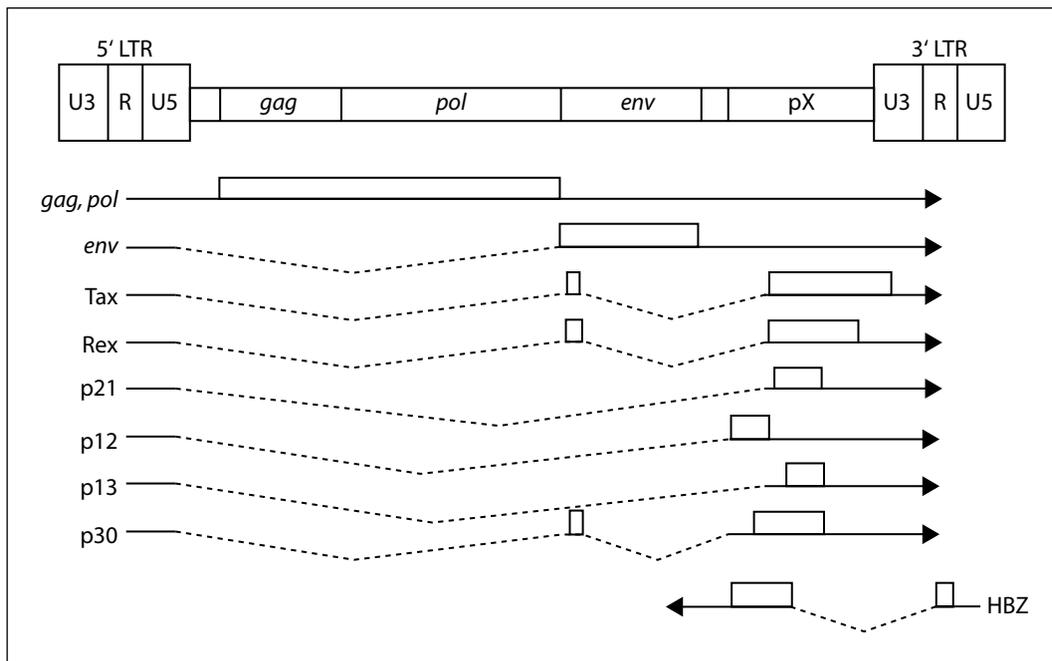 5‘ LTR 3‘ LTR
U3 R U5 gag pol env pX U3 R U5
gag, pol
env
Tax
Rex
p21
p12
p13
p30
HBZ